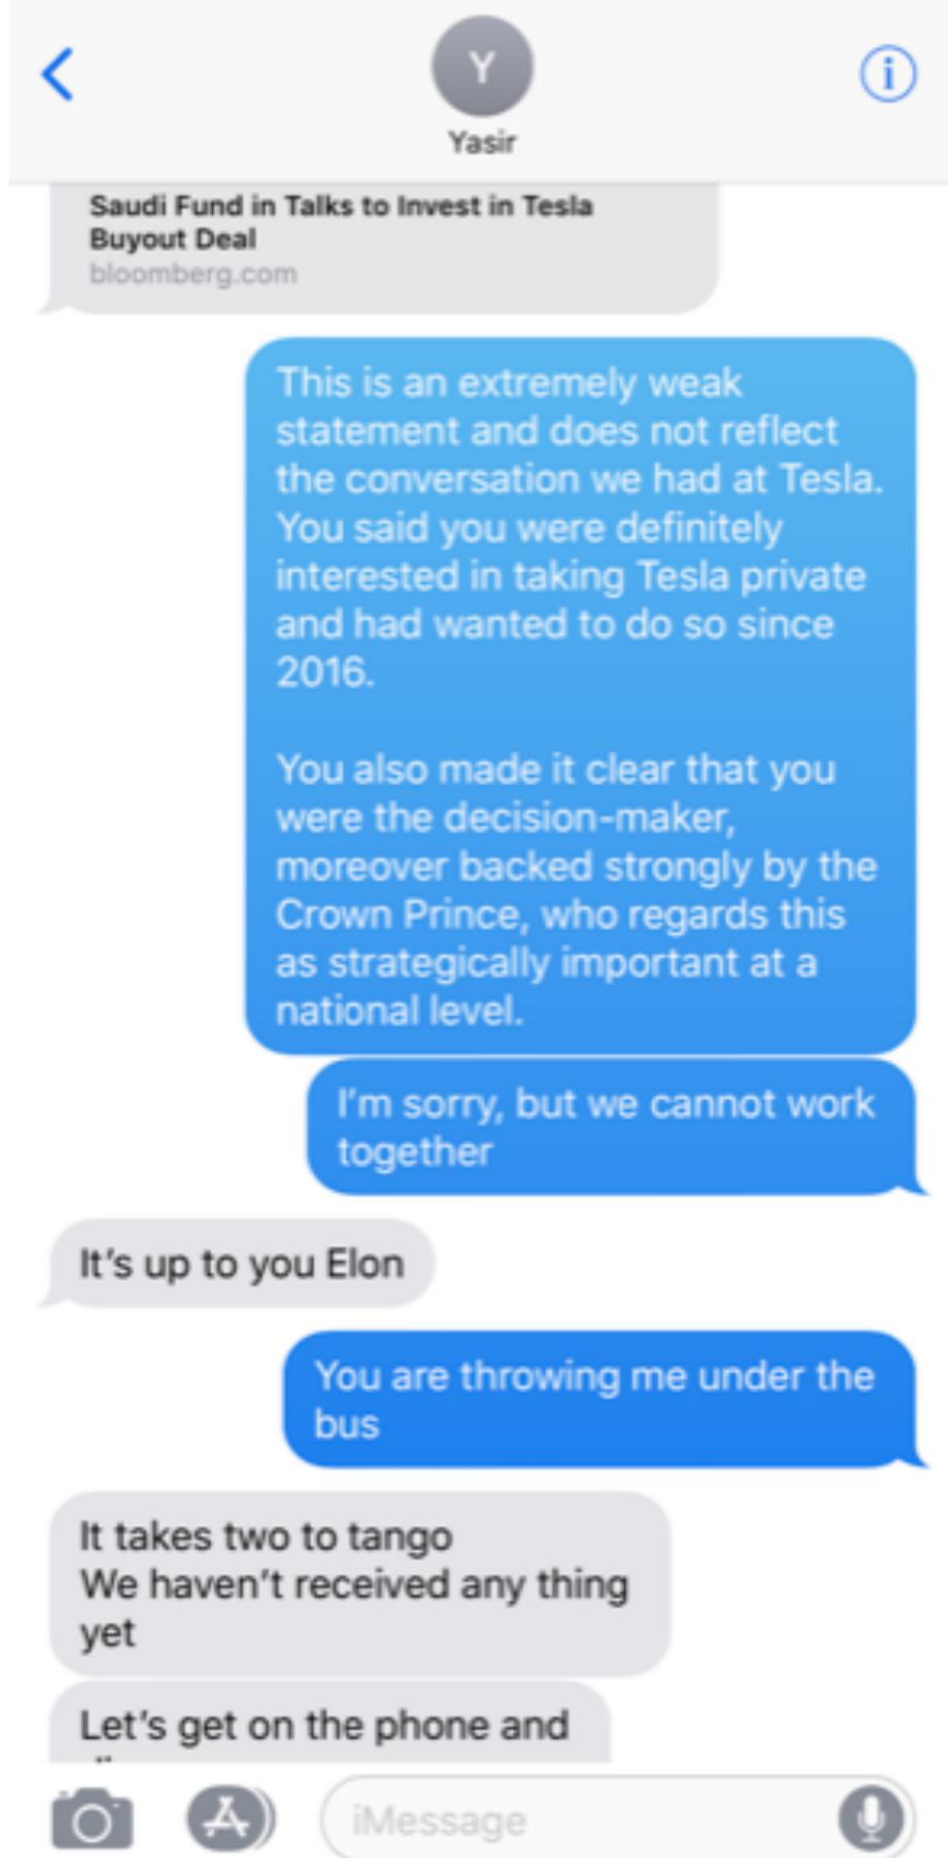 Y
Yasir
Saudi Fund in Talks to Invest in Tesla
Buyout Deal
bloomberg.com
This is an extremely weak
statement and does not reflect
the conversation we had at Tesla.
You said you were definitely
interested in taking Tesla private
and had wanted to do so since
2016.
You also made it clear that you
were the decision-maker,
moreover backed strongly by the
Crown Prince, who regards this
as strategically important at a
national level.
I'm sorry, but we cannot work
together
It's up to you Elon
You are throwing me under the
bus
It takes two to tango
We haven't received any thing
yet
Let's get on the phone and
iMessage